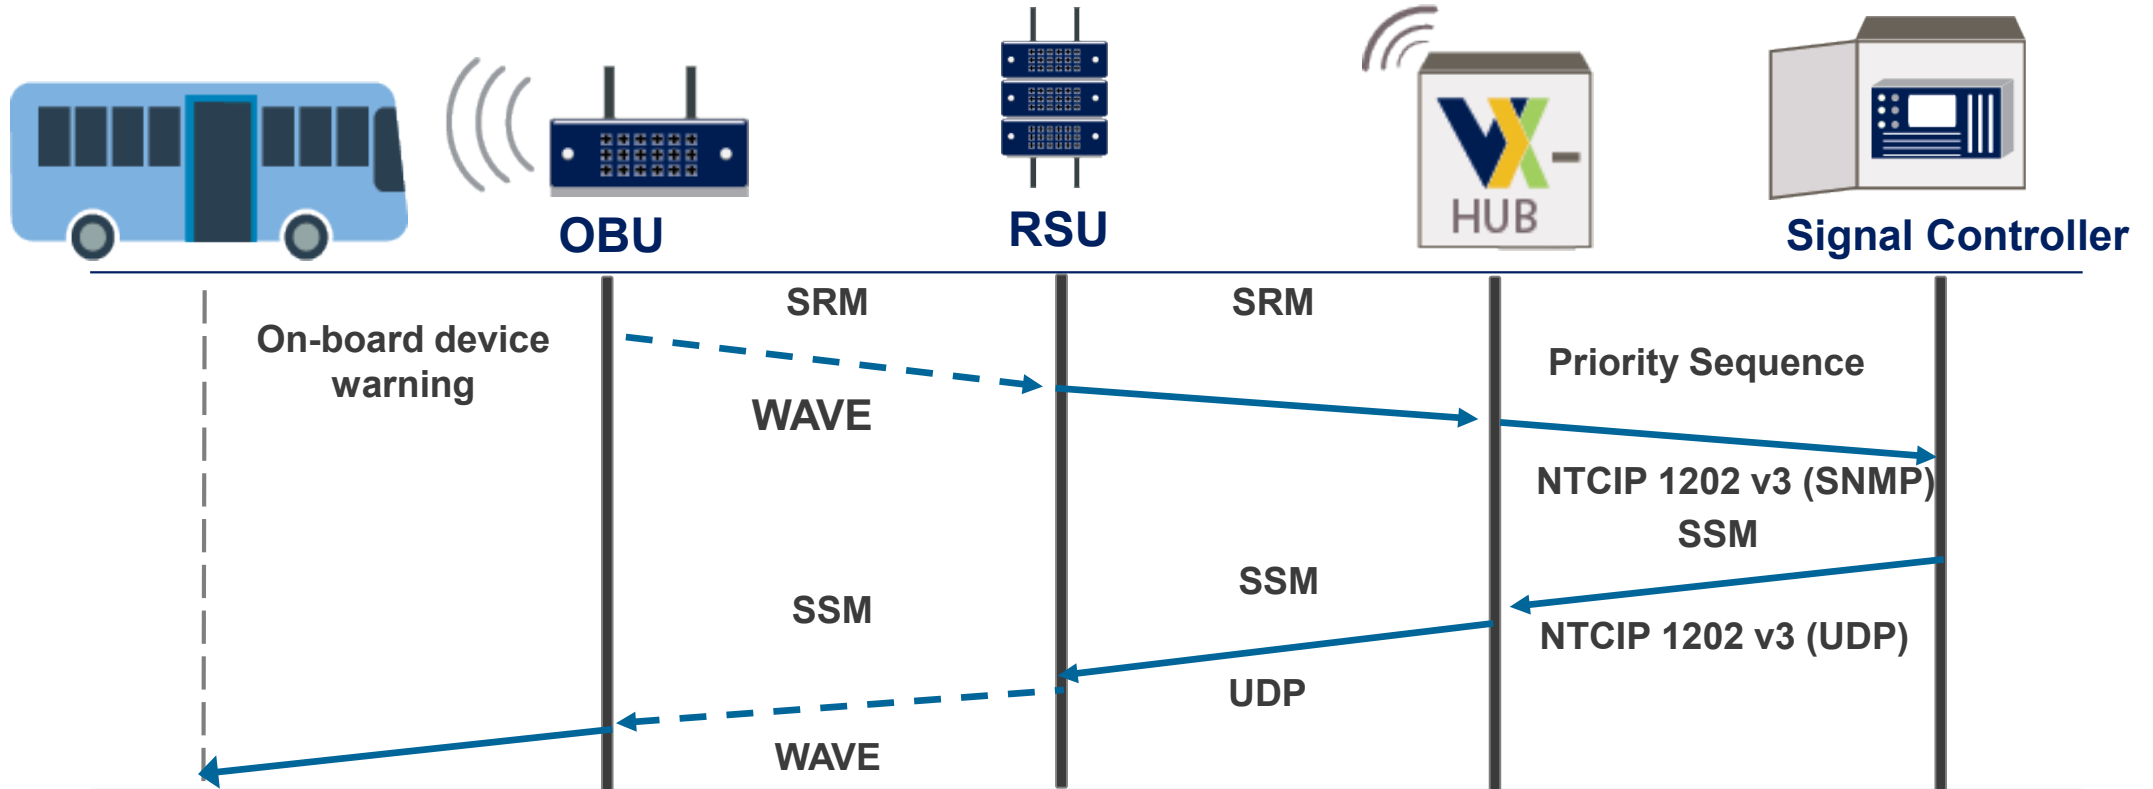 OBU
RSU
VX-
HUB
Signal Controller
SRM
SRM
On-board device
warning
Priority Sequence
WAVE
NTCIP 1202 v3 (SNMP)
SSM
SSM
SSM
NTCIP 1202 v3 (UDP)
UDP
WAVE